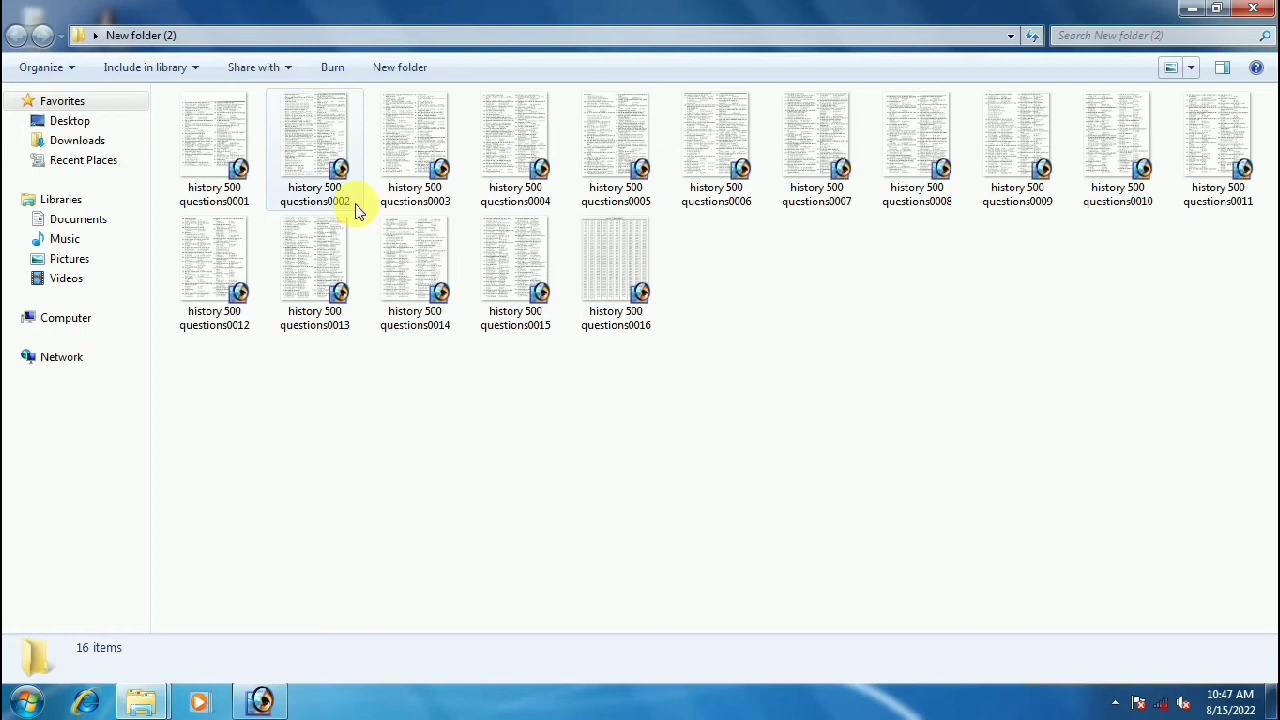 New folder (2)
Search New folder (2)
Organize
Include in library
Share with
Burn
New folder
Favorites
Desktop
Downloads
Recent Places
Libraries
Documents
Music
Pictures
Videos
Computer
Network
history 500
questions0001
history 500
questions0002
history 500
questions0003
history 500
questions0004
history 500
questions0005
history 500
questions0006
history 500
questions0007
history 500
questions0008
history 500
questions0009
history 500
questions0010
history 500
questions0011
history 500
questions0012
history 500
questions0013
history 500
questions0014
history 500
questions0015
history 500
questions0016
16 items
10:47 AM
8/15/2022